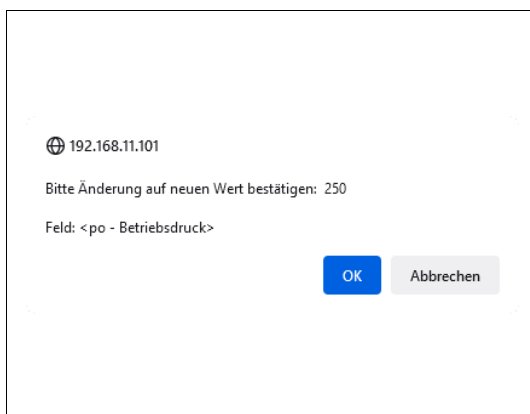 192.168.11.101
Bitte Änderung auf neuen Wert bestätigen: 250
Feld: <po - Betriebsdruck>
OK Abbrechen